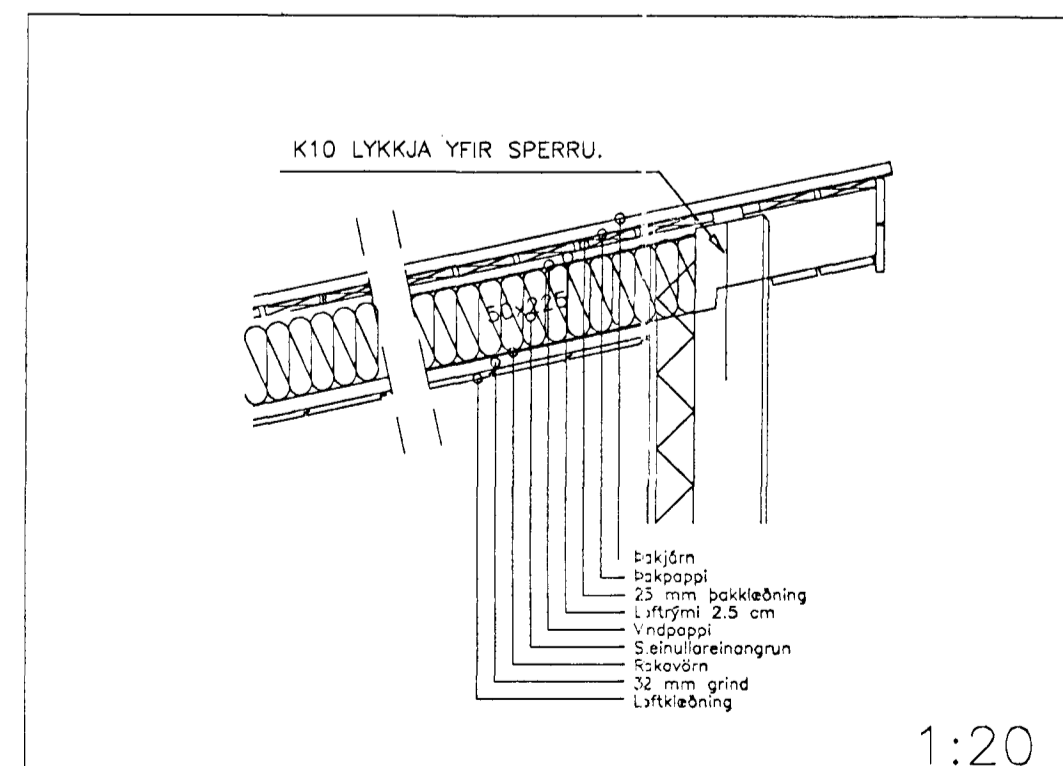 K10 LYKKJA YFIR SPERRU.
50x225
Þakjárn
Þakpappi
25 mm þakklæðning
Loftrými 2.5 cm
Vindpappi
Steinullareinangrun
Rakavörn
32 mm grind
Loftklæðning
1:20